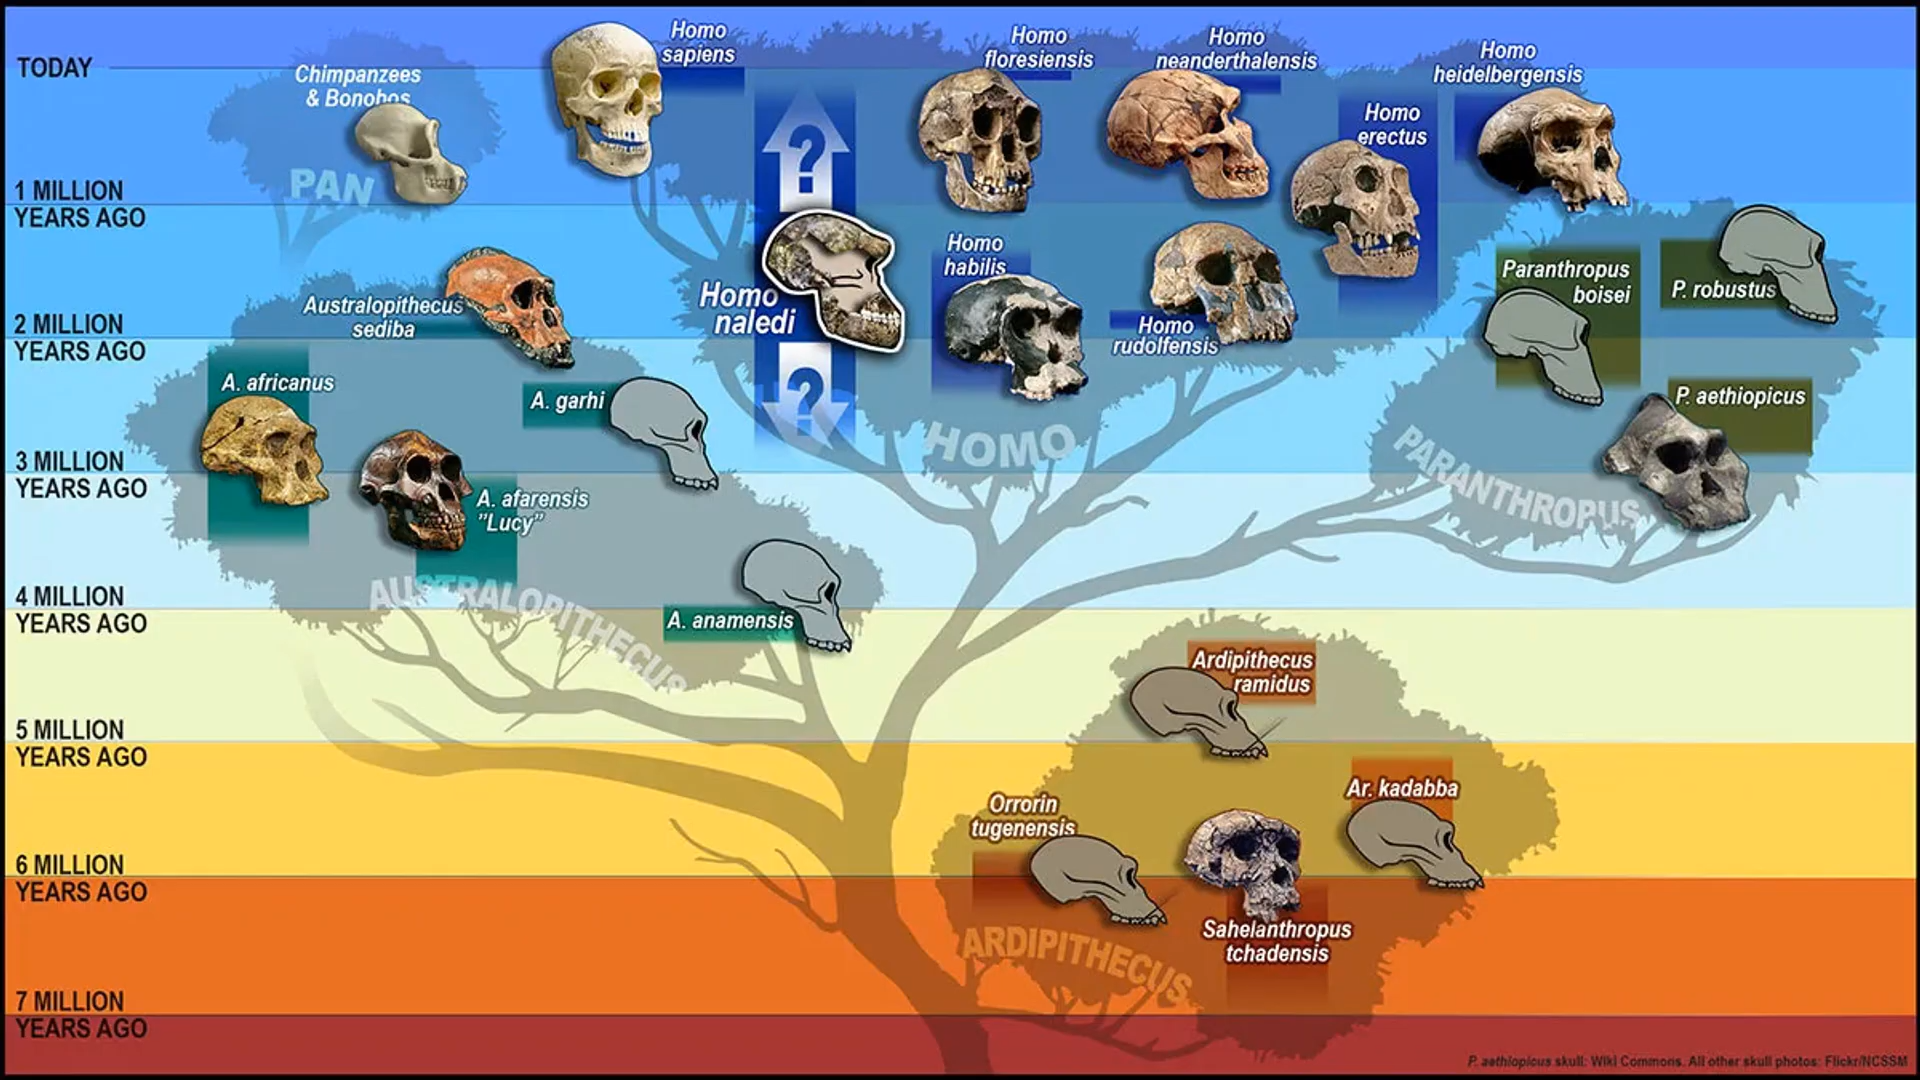 TODAY
1 MILLION
YEARS AGO
2 MILLION
YEARS AGO
3 MILLION
YEARS AGO
4 MILLION
YEARS AGO
5 MILLION
YEARS AGO
6 MILLION
YEARS AGO
7 MILLION
YEARS AGO
Chimpanzees
& Bonobos
PAN
Homo
sapiens
Homo
floresiensis
Homo
neanderthalensis
Homo
heidelbergensis
Homo
erectus
?
Homo
naledi
?
Homo
habilis
Homo
rudolfensis
HOMO
Paranthropus
boisei
P. robustus
P. aethiopicus
PARANTHROPUS
Australopithecus
sediba
A. africanus
A. garhi
A. afarensis
"Lucy"
A. anamensis
AUSTRALOPITHECUS
Ardipithecus
ramidus
Ar. kadabba
Orrorin
tugenensis
Sahelanthropus
tchadensis
ARDIPITHECUS
P. aethiopicus skull: Wiki Commons. All other skull photos: Flickr/NCSSM